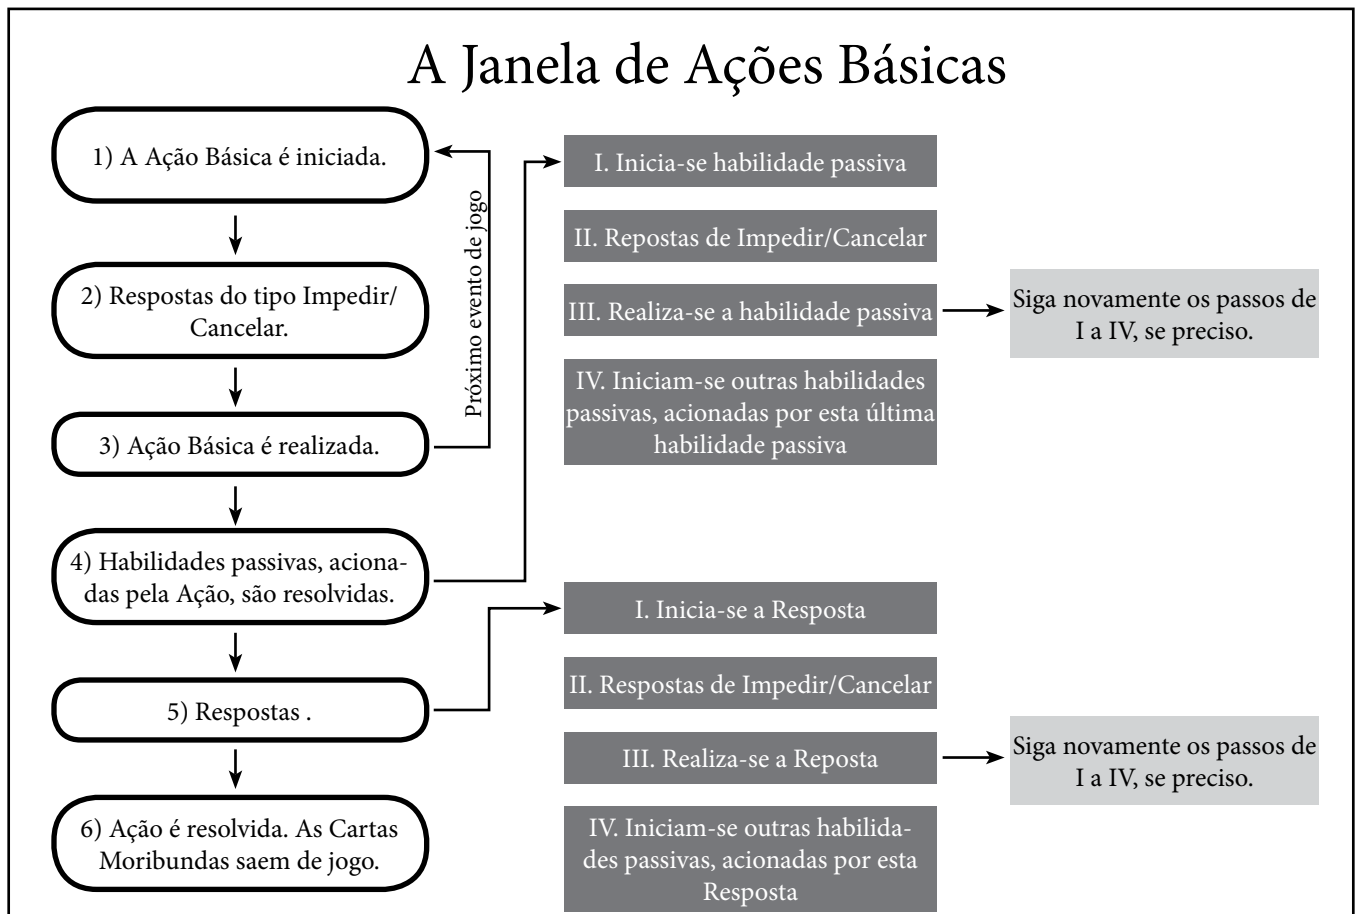 A Janela de Ações Básicas
1) A Ação Básica é iniciada.
2) Respostas do tipo Impedir/
Cancelar.
3) Ação Básica é realizada.
Próximo evento de jogo
4) Habilidades passivas, aciona-
das pela Ação, são resolvidas.
5) Respostas .
6) Ação é resolvida. As Cartas
Moribundas saem de jogo.
I. Inicia-se habilidade passiva
II. Repostas de Impedir/Cancelar
III. Realiza-se a habilidade passiva
IV. Iniciam-se outras habilidades
passivas, acionadas por esta última
habilidade passiva
Siga novamente os passos de
I a IV, se preciso.
I. Inicia-se a Resposta
II. Respostas de Impedir/Cancelar
III. Realiza-se a Reposta
IV. Iniciam-se outras habilida-
des passivas, acionadas por esta
Resposta
Siga novamente os passos de
I a IV, se preciso.